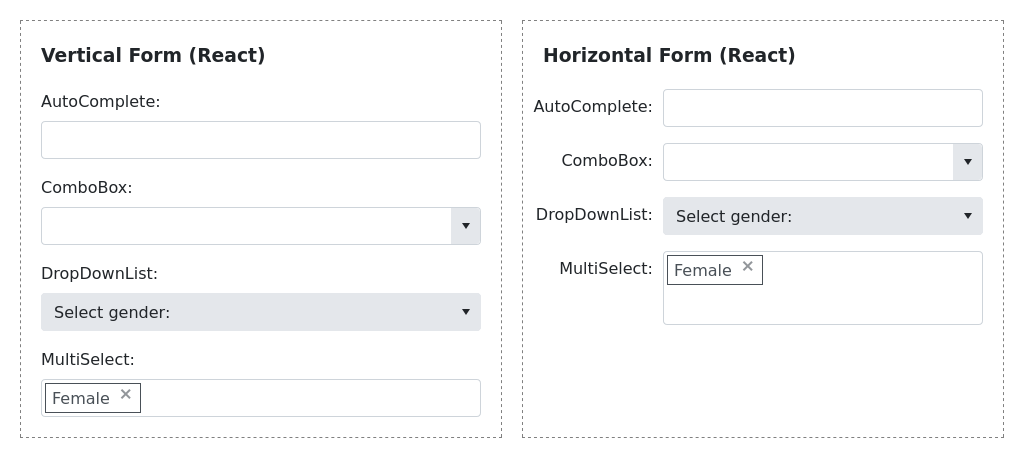 Vertical Form (React)
AutoComplete:
ComboBox:
DropDownList:
Select gender:
MultiSelect:
Female ✕
Horizontal Form (React)
AutoComplete:
ComboBox:
DropDownList: Select gender:
MultiSelect: Female ✕